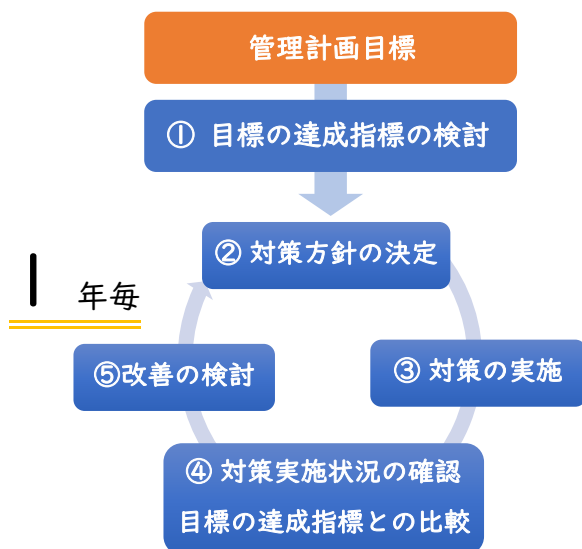 管理計画目標
① 目標の達成指標の検討
② 対策方針の決定
1 年毎
③ 対策の実施
⑤改善の検討
④ 対策実施状況の確認
目標の達成指標との比較